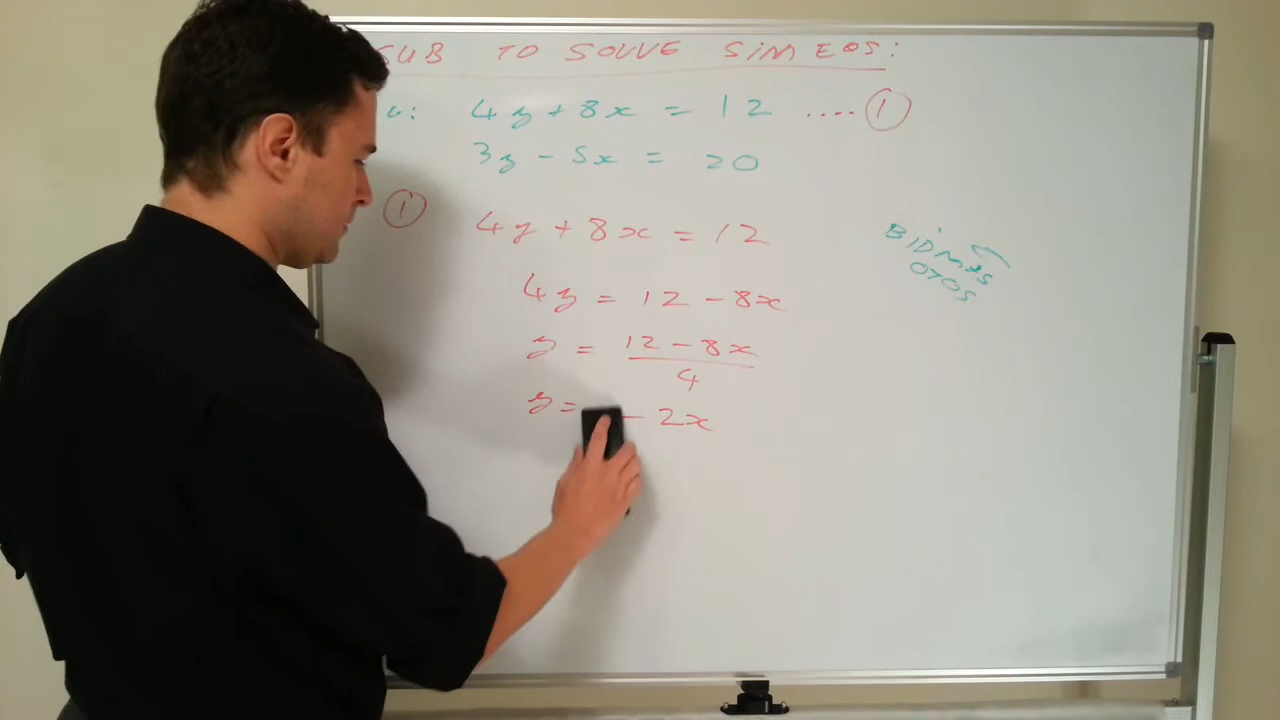 SUB TO SOLVE SIM EQS:
4y + 8x = 12 .... 1
3y - 5x = 20
1 4y + 8x = 12
4y = 12 - 8x
y = 12 - 8x
4
y = - 2x
BIDMAS